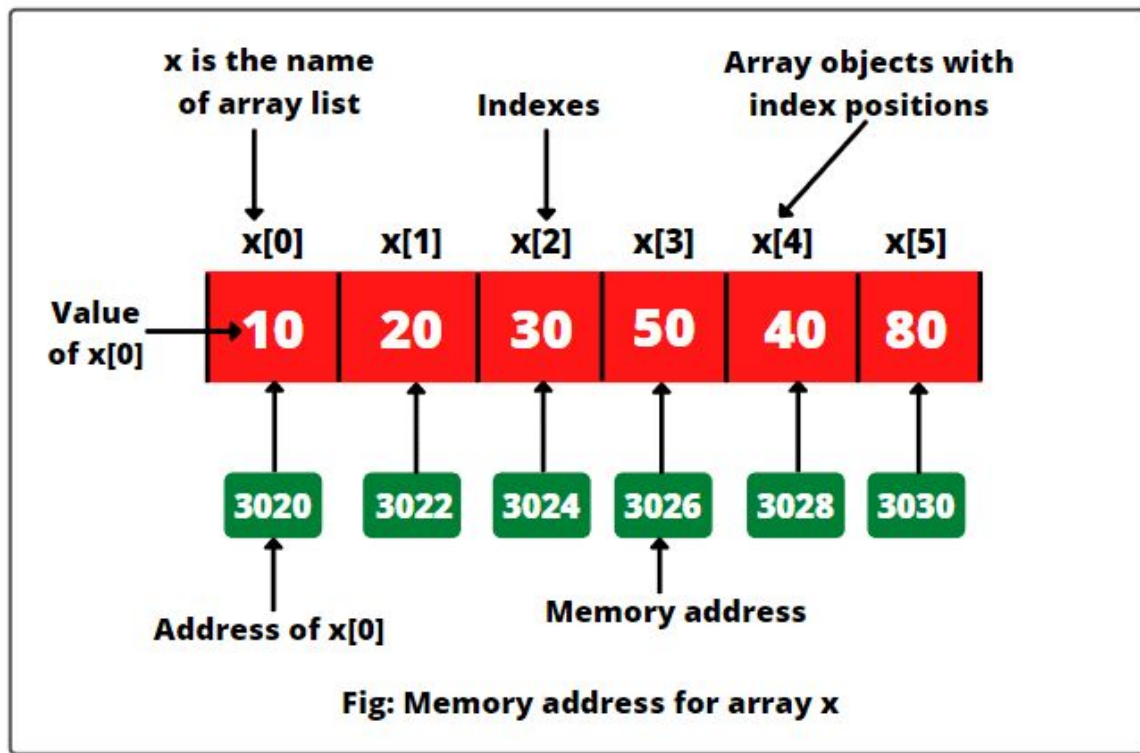 x is the name
of array list
Indexes
Array objects with
index positions
x[0] x[1] x[2] x[3] x[4] x[5]
Value
of x[0]
10 20 30 50 40 80
3020 3022 3024 3026 3028 3030
Address of x[0]
Memory address
Fig: Memory address for array x